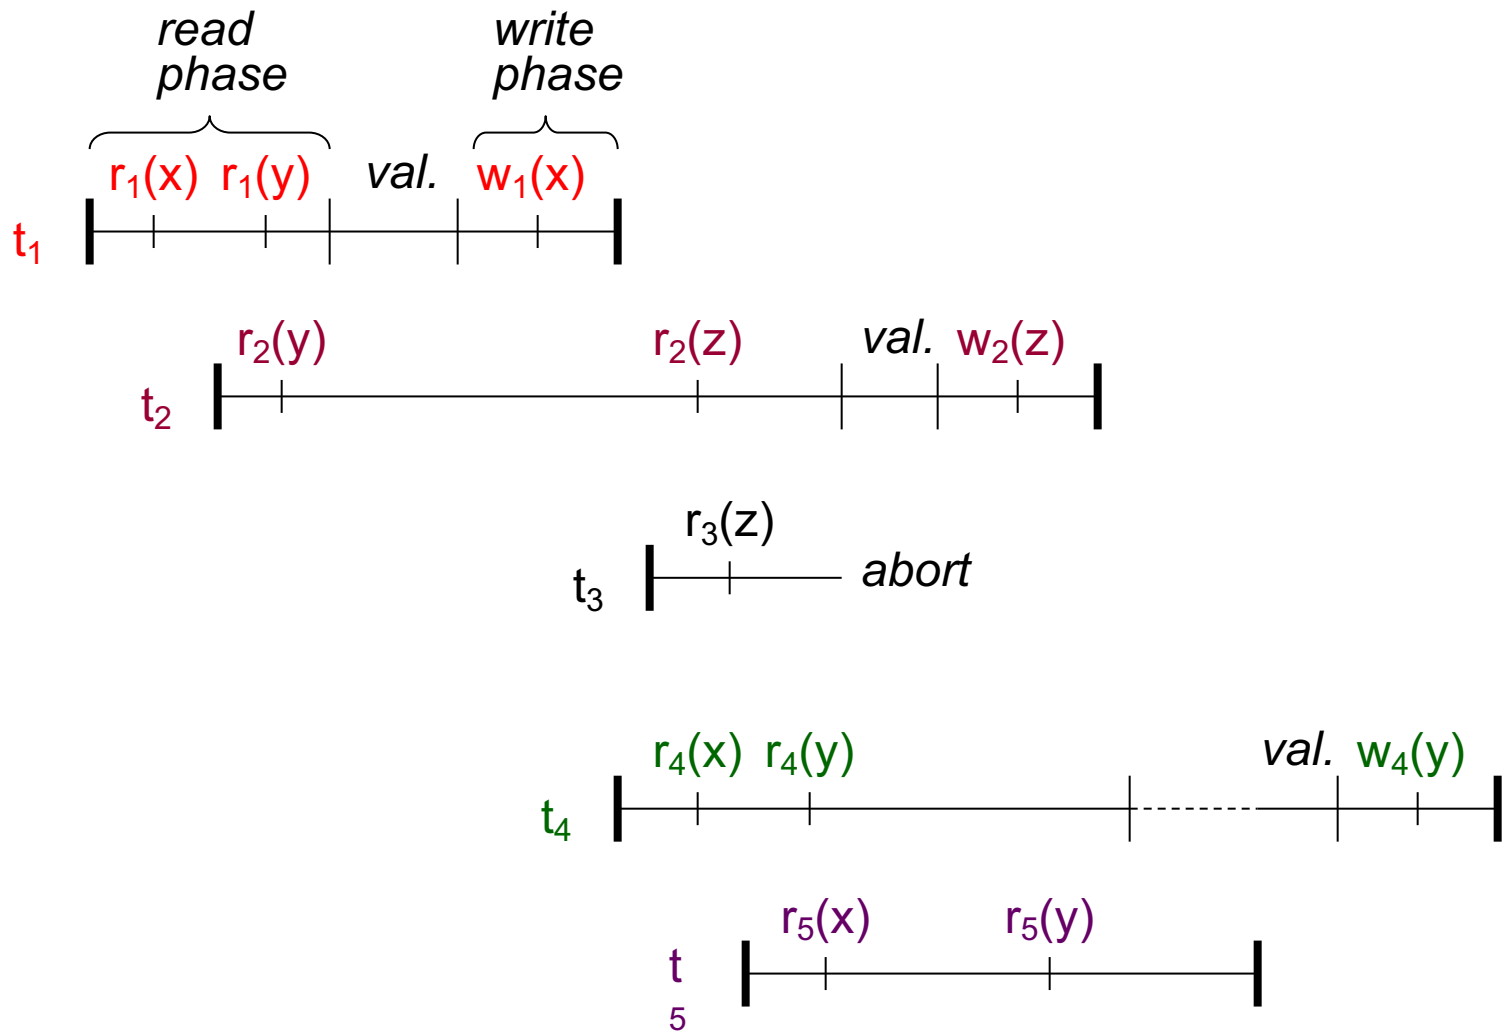 read
phase
write
phase
r₁(x) r₁(y) val. w₁(x)
t₁
r₂(y) r₂(z) val. w₂(z)
t₂
r₃(z)
t₃ abort
r₄(x) r₄(y) val. w₄(y)
t₄
r₅(x) r₅(y)
t
5